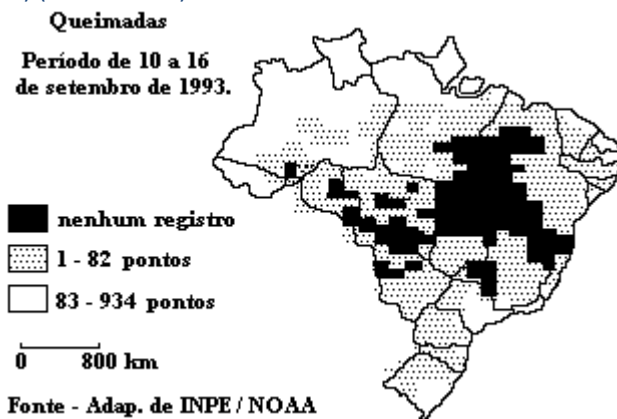 Queimadas
Período de 10 a 16
de setembro de 1993.
nenhum registro
1 - 82 pontos
83 - 934 pontos
0 800 km
Fonte - Adap. de INPE / NOAA